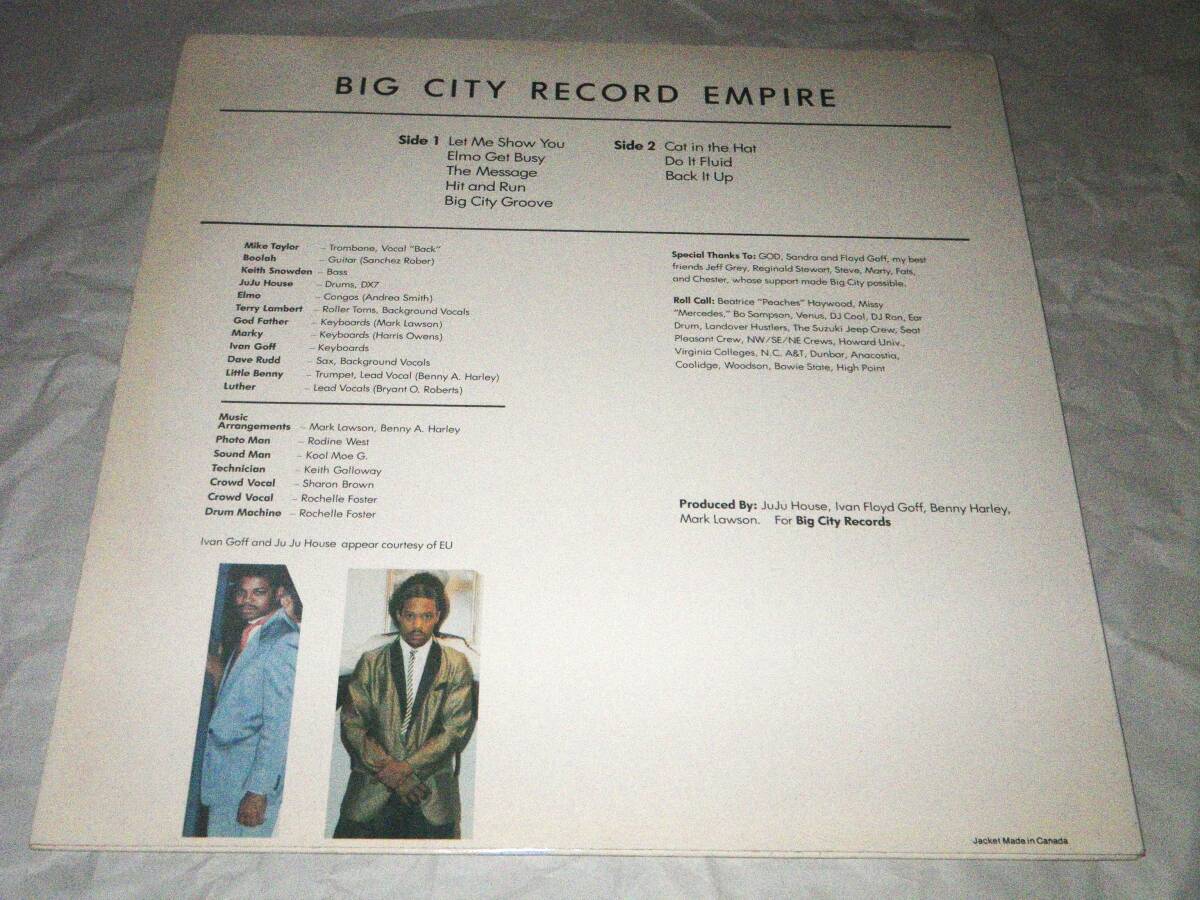 BIG CITY RECORD EMPIRE
Side 1 Let Me Show You
Elmo Get Busy
The Message
Hit and Run
Big City Groove
Side 2 Cat in the Hat
Do It Fluid
Back It Up
Mike Taylor – Trombone, Vocal "Back"
Boolah – Guitar (Sanchez Rober)
Keith Snowden – Bass
JuJu House – Drums, DX7
Elmo – Congos (Andrea Smith)
Terry Lambert – Roller Toms, Background Vocals
God Father – Keyboards (Mark Lawson)
Marky – Keyboards (Harris Owens)
Ivan Goff – Keyboards
Dave Rudd – Sax, Background Vocals
Little Benny – Trumpet, Lead Vocal (Benny A. Harley)
Luther – Lead Vocals (Bryant O. Roberts)
Music
Arrangements – Mark Lawson, Benny A. Harley
Photo Man – Rodine West
Sound Man – Kool Moe G.
Technician – Keith Galloway
Crowd Vocal – Sharon Brown
Crowd Vocal – Rochelle Foster
Drum Machine – Rochelle Foster
Ivan Goff and Ju Ju House appear courtesy of EU
Special Thanks To: GOD, Sandra and Floyd Goff, my best
friends Jeff Grey, Reginald Stewart, Steve, Marty, Fats,
and Chester, whose support made Big City possible.
Roll Call: Beatrice "Peaches" Haywood, Missy
"Mercedes," Bo Sampson, Venus, DJ Cool, DJ Ron, Ear
Drum, Landover Hustlers, The Suzuki Jeep Crew, Seat
Pleasant Crew, NW/SE/NE Crews, Howard Univ.,
Virginia Colleges, N.C. A&T, Dunbar, Anacostia,
Coolidge, Woodson, Bowie State, High Point
Produced By: JuJu House, Ivan Floyd Goff, Benny Harley,
Mark Lawson. For Big City Records
Jacket Made in Canada